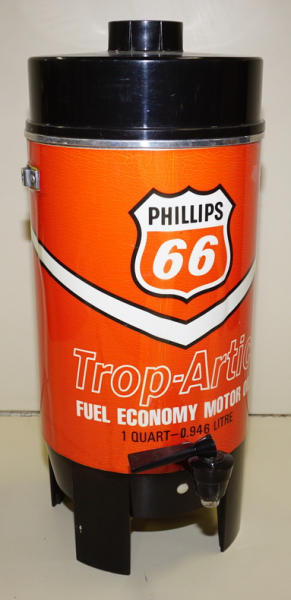 PHILLIPS
66
Trop-Artic
FUEL ECONOMY MOTOR
1 QUART-0.946 LITRE